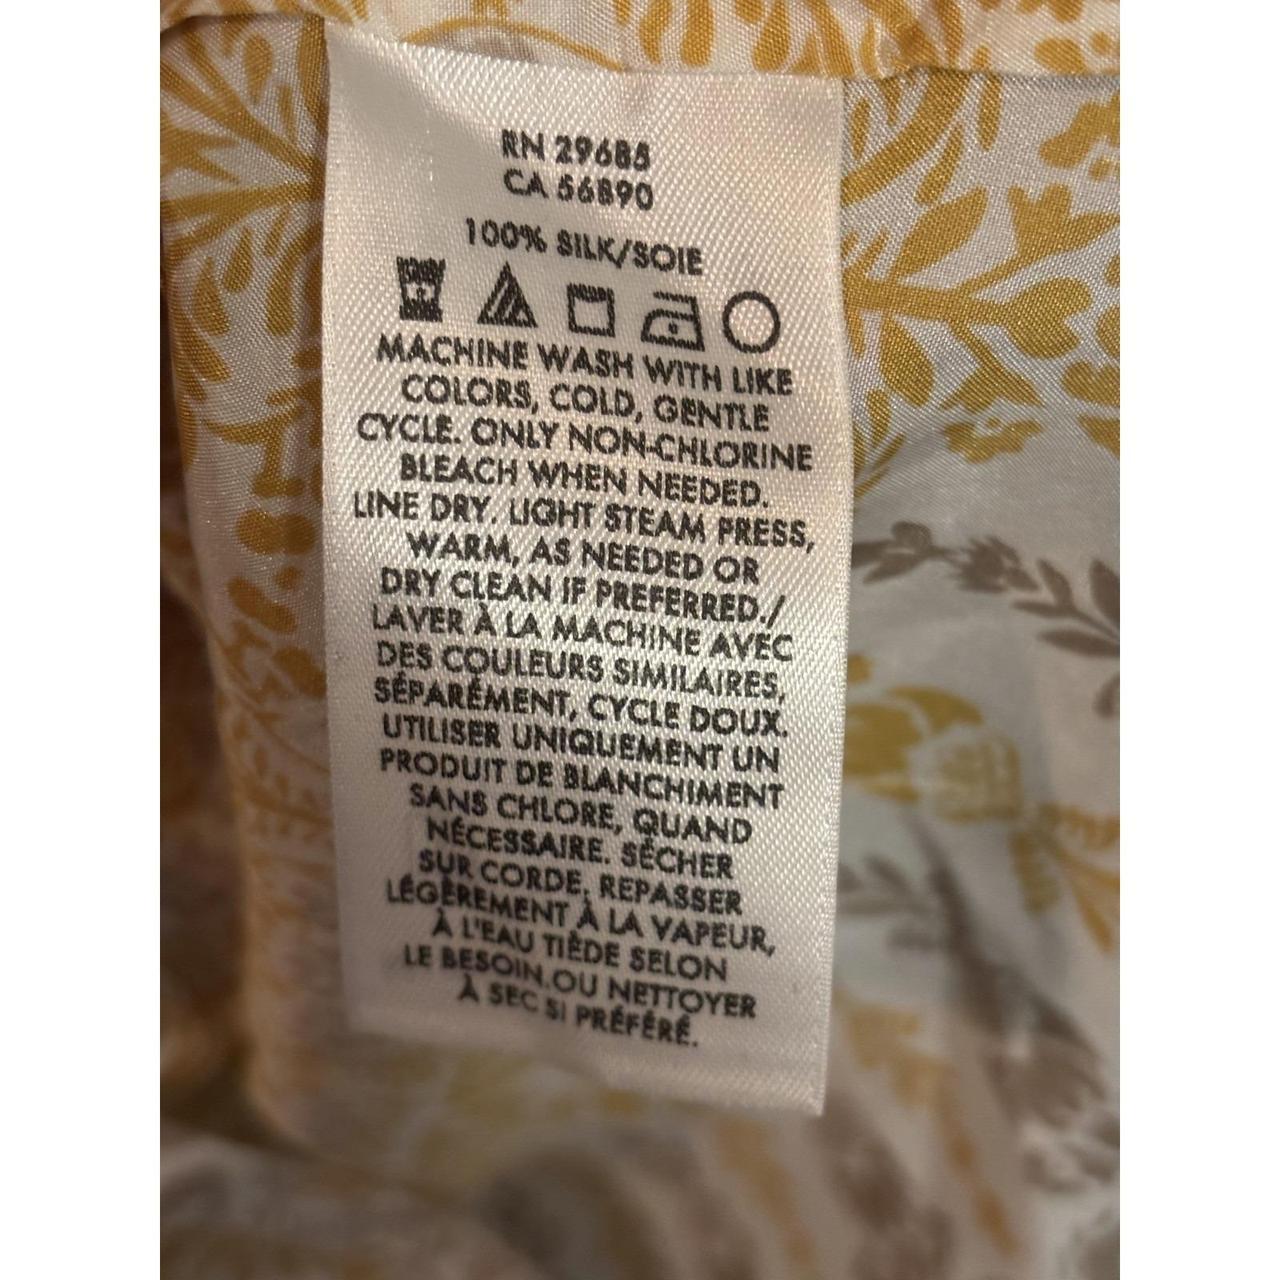 RN 29685
CA 56890
100% SILK/SOIE
MACHINE WASH WITH LIKE
COLORS, COLD, GENTLE
CYCLE. ONLY NON-CHLORINE
BLEACH WHEN NEEDED.
LINE DRY. LIGHT STEAM PRESS,
WARM, AS NEEDED OR
DRY CLEAN IF PREFERRED./
LAVER À LA MACHINE AVEC
DES COULEURS SIMILAIRES,
SÉPARÉMENT, CYCLE DOUX.
UTILISER UNIQUEMENT UN
PRODUIT DE BLANCHIMENT
SANS CHLORE, QUAND
NÉCESSAIRE. SÉCHER
SUR CORDE. REPASSER
LÉGÈREMENT À LA VAPEUR,
À L'EAU TIÈDE SELON
LE BESOIN.OU NETTOYER
À SEC SI PRÉFÉRÉ.